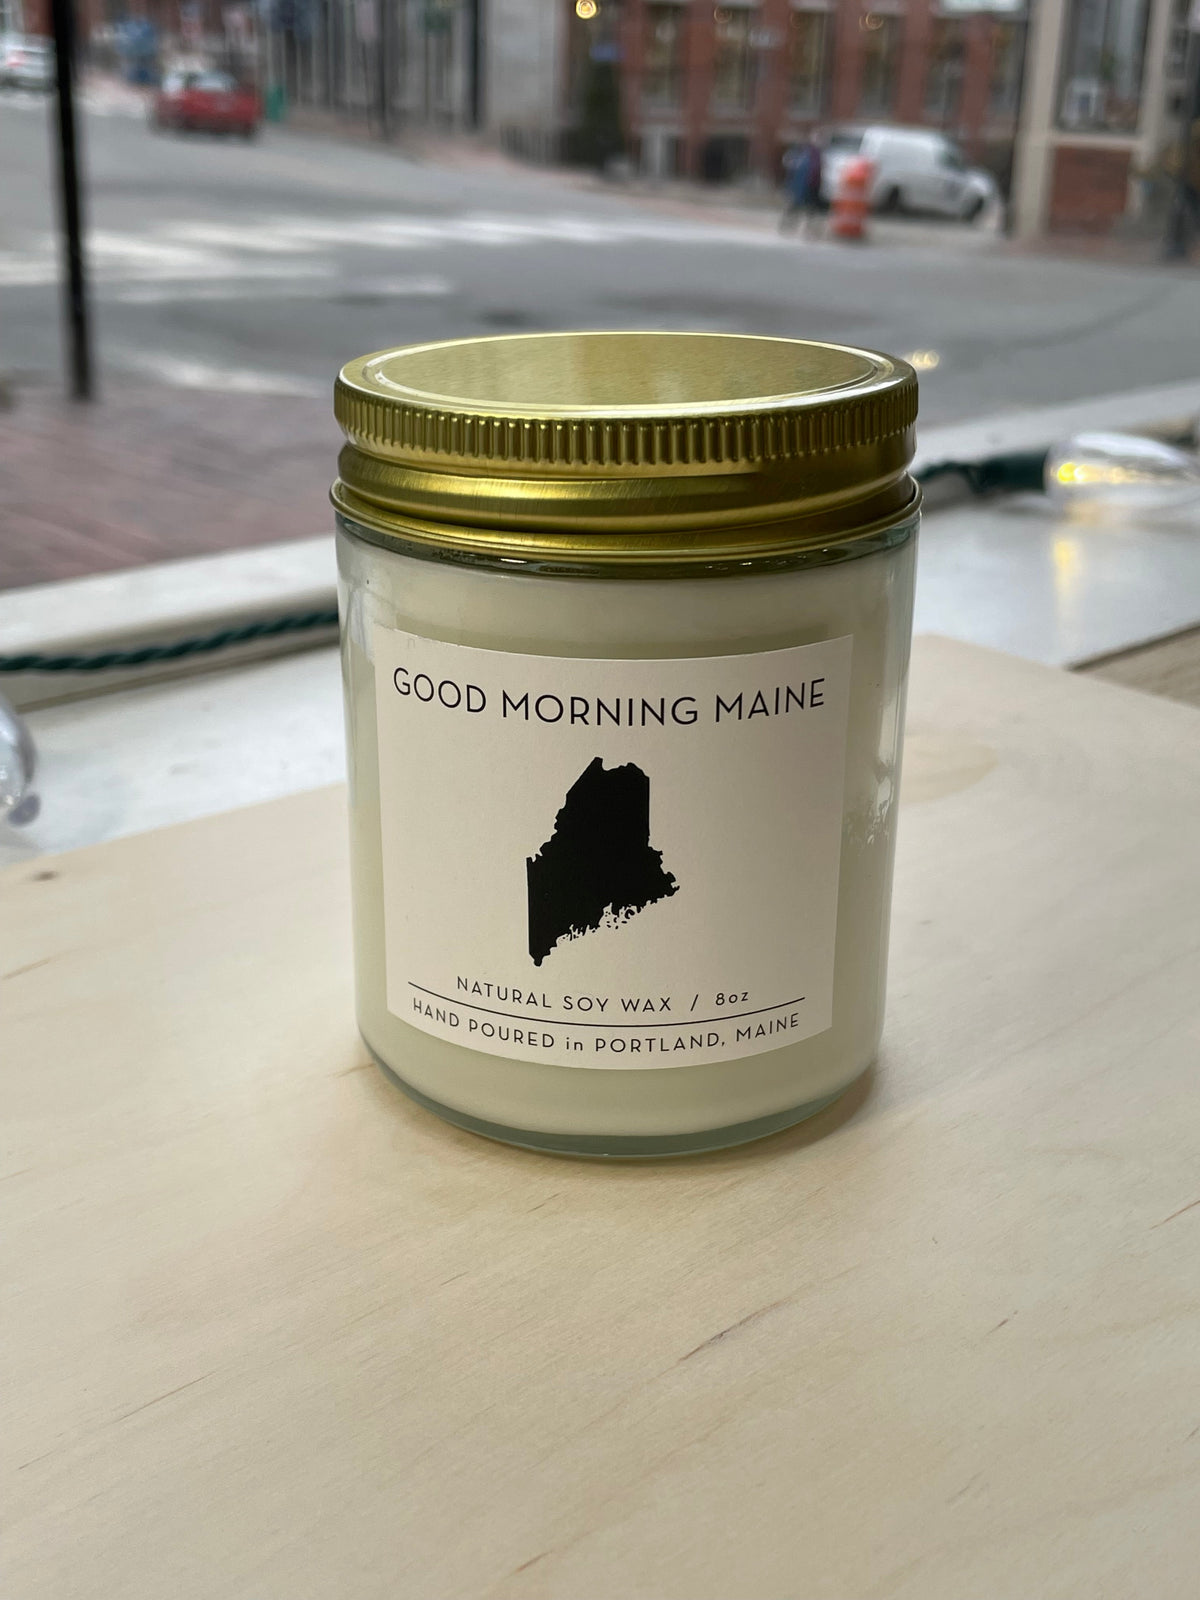 GOOD MORNING MAINE
NATURAL SOY WAX / 8oz
HAND POURED in PORTLAND, MAINE